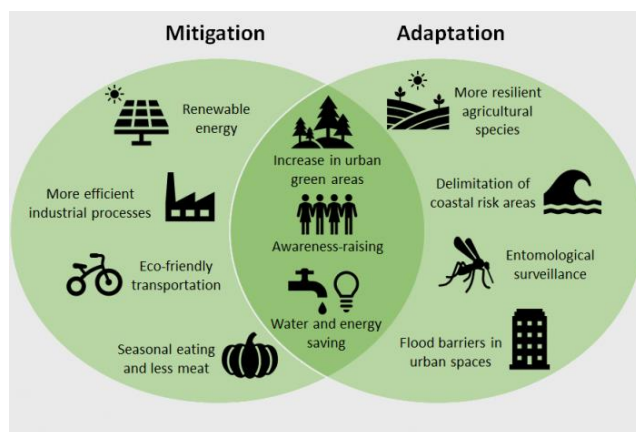 Mitigation
Adaptation
Renewable
energy
More efficient
industrial processes
Eco-friendly
transportation
Seasonal eating
and less meat
Increase in urban
green areas
Awareness-raising
Water and energy
saving
More resilient
agricultural
species
Delimitation of
coastal risk areas
Entomological
surveillance
Flood barriers in
urban spaces